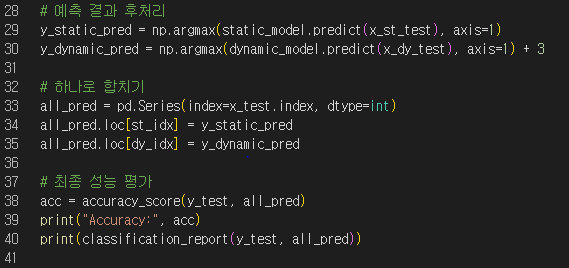 28 # 예측 결과 후처리
29 y_static_pred = np.argmax(static_model.predict(x_st_test), axis=1)
30 y_dynamic_pred = np.argmax(dynamic_model.predict(x_dy_test), axis=1) + 3
31
32 # 하나로 합치기
33 all_pred = pd.Series(index=x_test.index, dtype=int)
34 all_pred.loc[st_idx] = y_static_pred
35 all_pred.loc[dy_idx] = y_dynamic_pred
36
37 # 최종 성능 평가
38 acc = accuracy_score(y_test, all_pred)
39 print("Accuracy:", acc)
40 print(classification_report(y_test, all_pred))
41